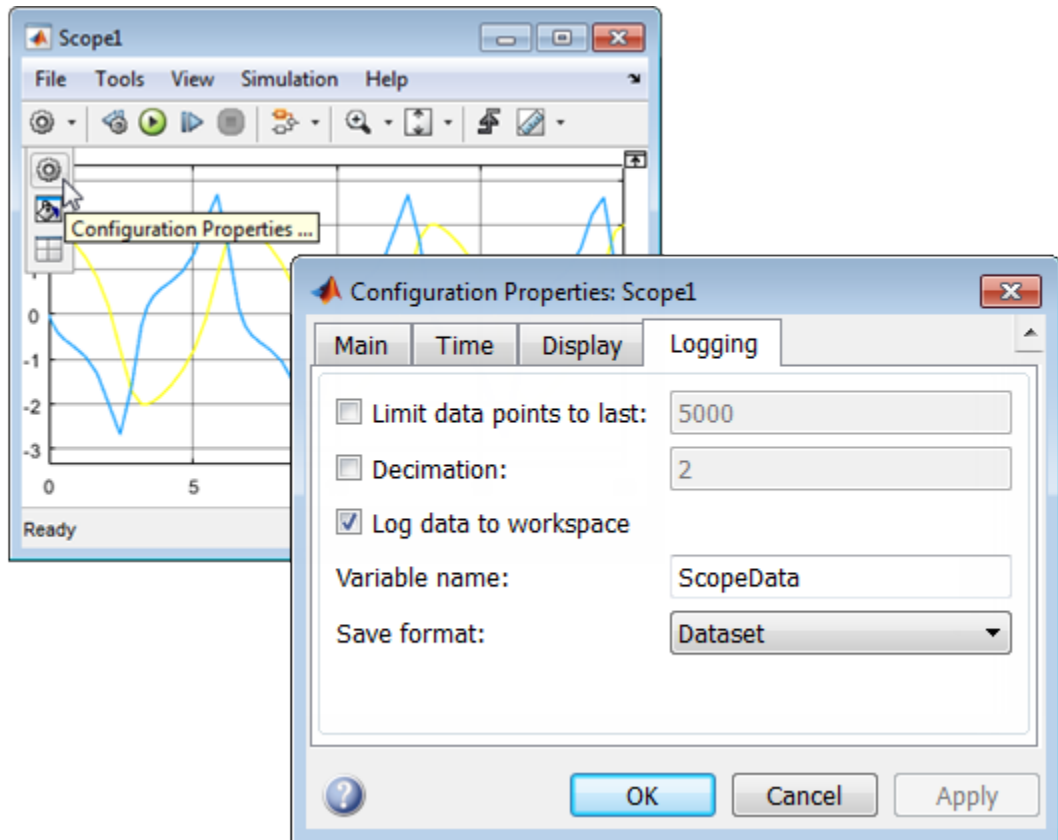 Scope1
File Tools View Simulation Help
Configuration Properties ...
0
-1
-2
-3
0 5
Ready
Configuration Properties: Scope1
Main Time Display Logging
Limit data points to last: 5000
Decimation: 2
Log data to workspace
Variable name: ScopeData
Save format: Dataset
? OK Cancel Apply